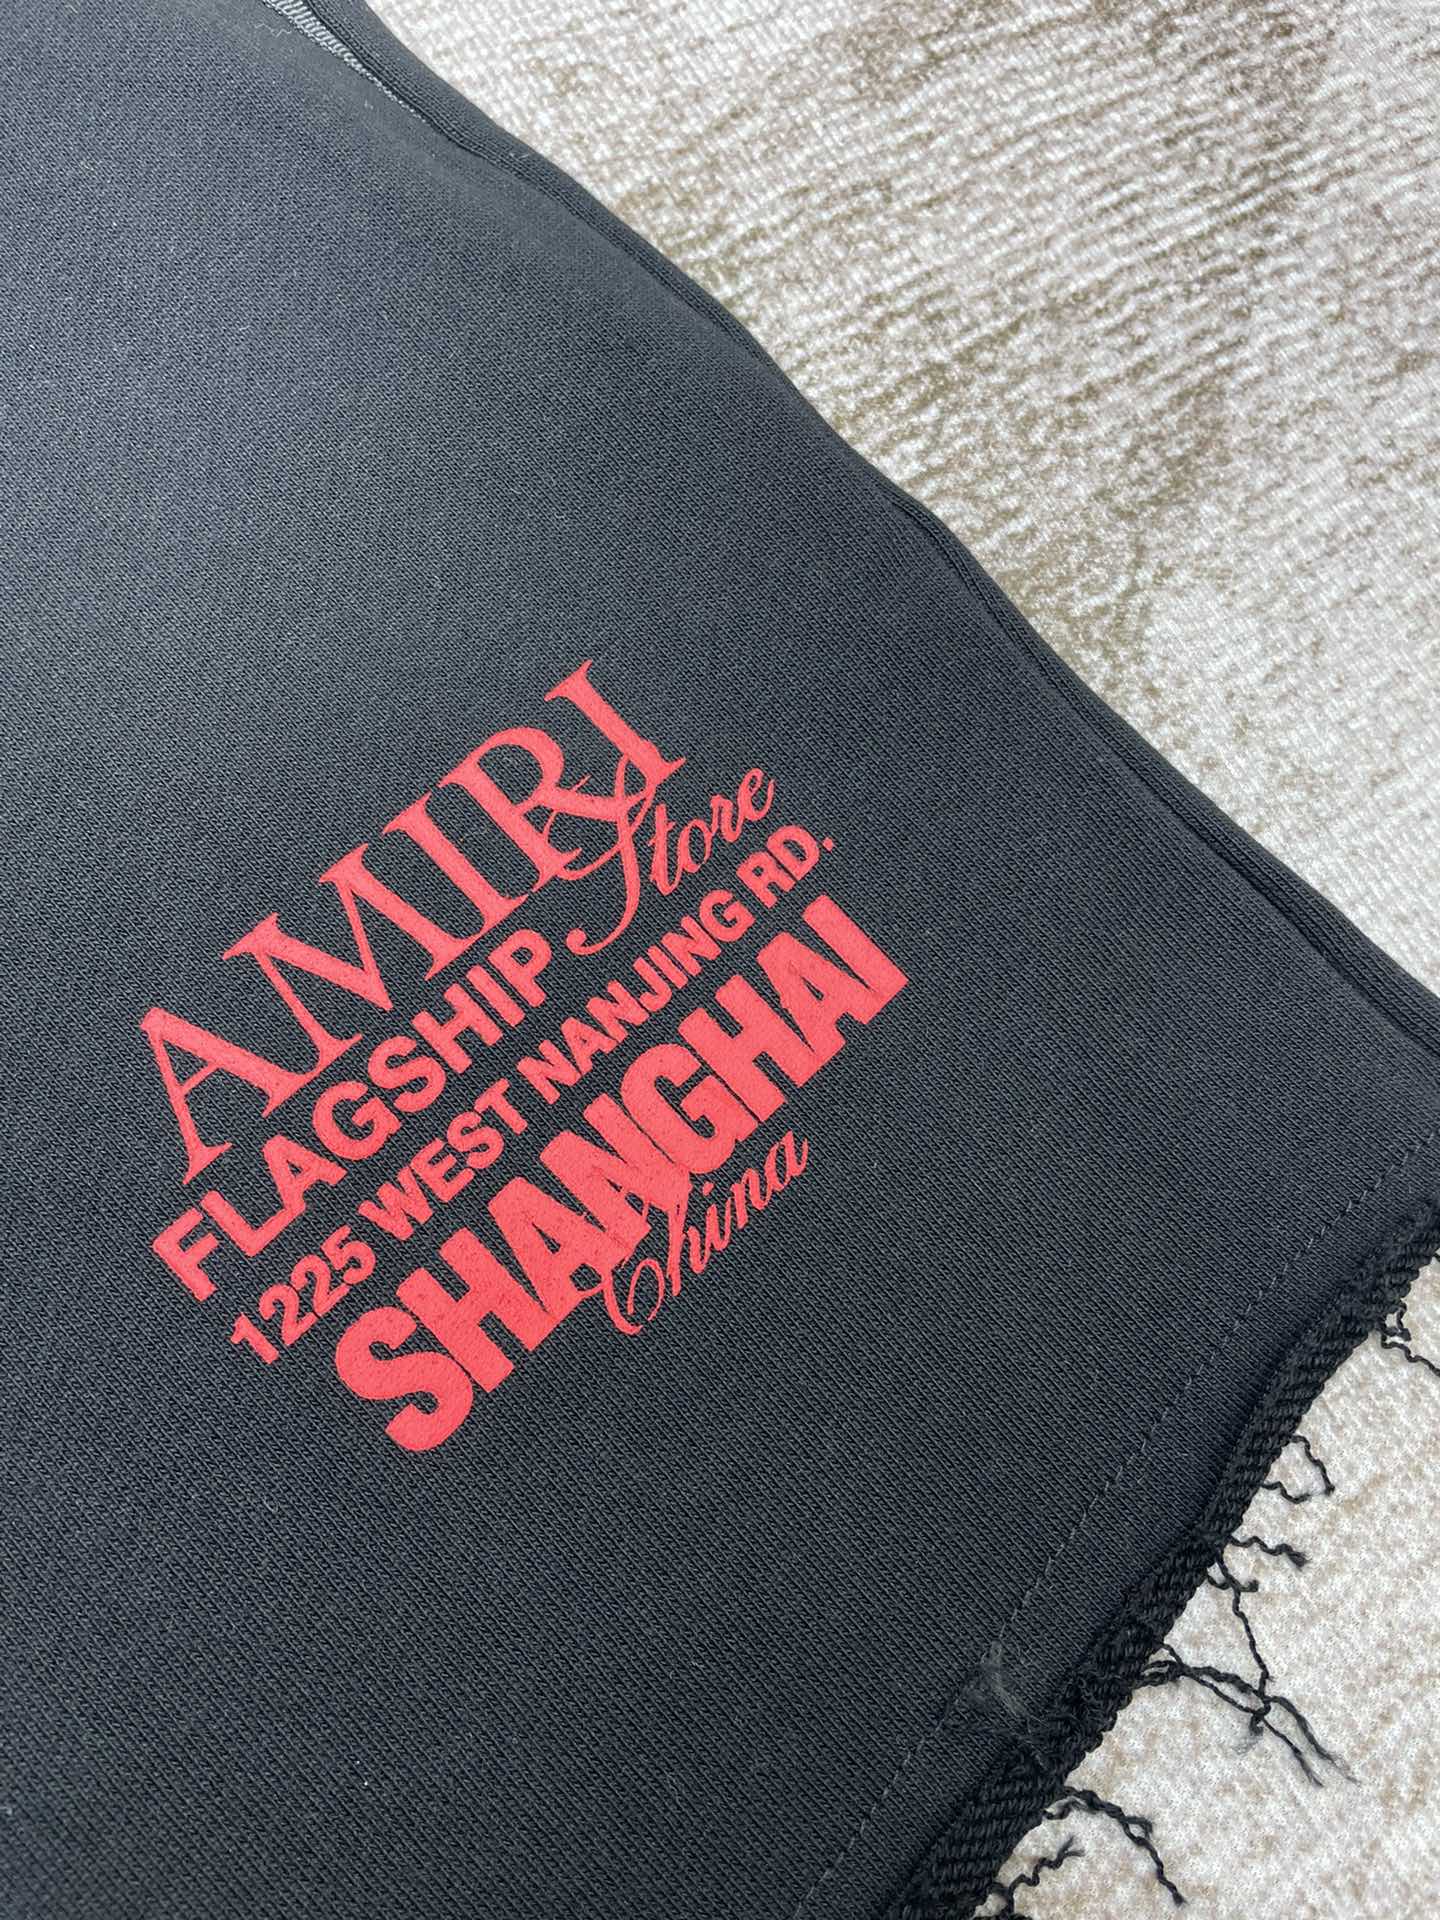 AMIRI
FLAGSHIP Store
1225 WEST NANJING RD.
SHANGHAI
China